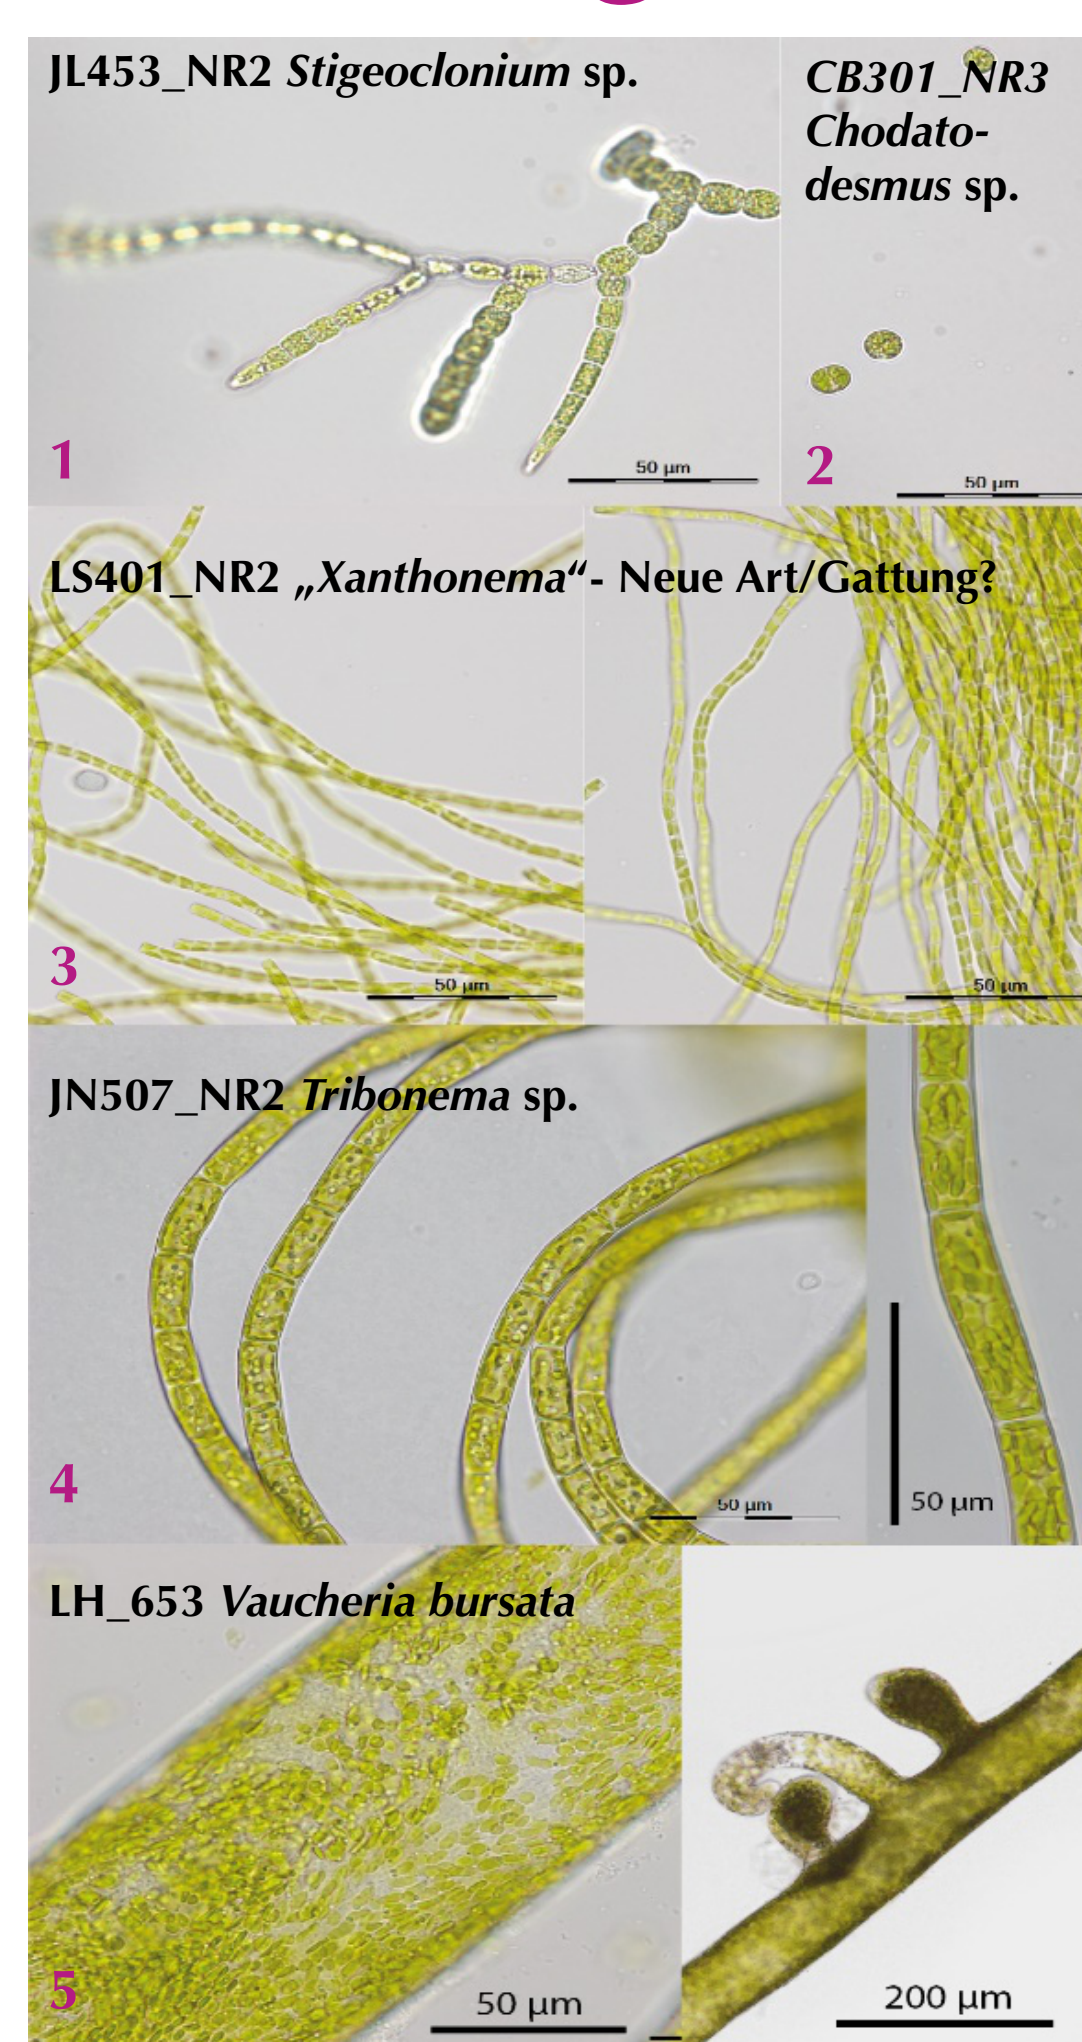 JL453_NR2 Stigeoclonium sp.
1
50 µm
CB301_NR3
Chodato-
desmus sp.
2
50 µm
LS401_NR2 „Xanthonema“- Neue Art/Gattung?
3
50 µm
50 µm
JN507_NR2 Tribonema sp.
4
50 µm
50 µm
LH_653 Vaucheria bursata
5
50 µm
200 µm